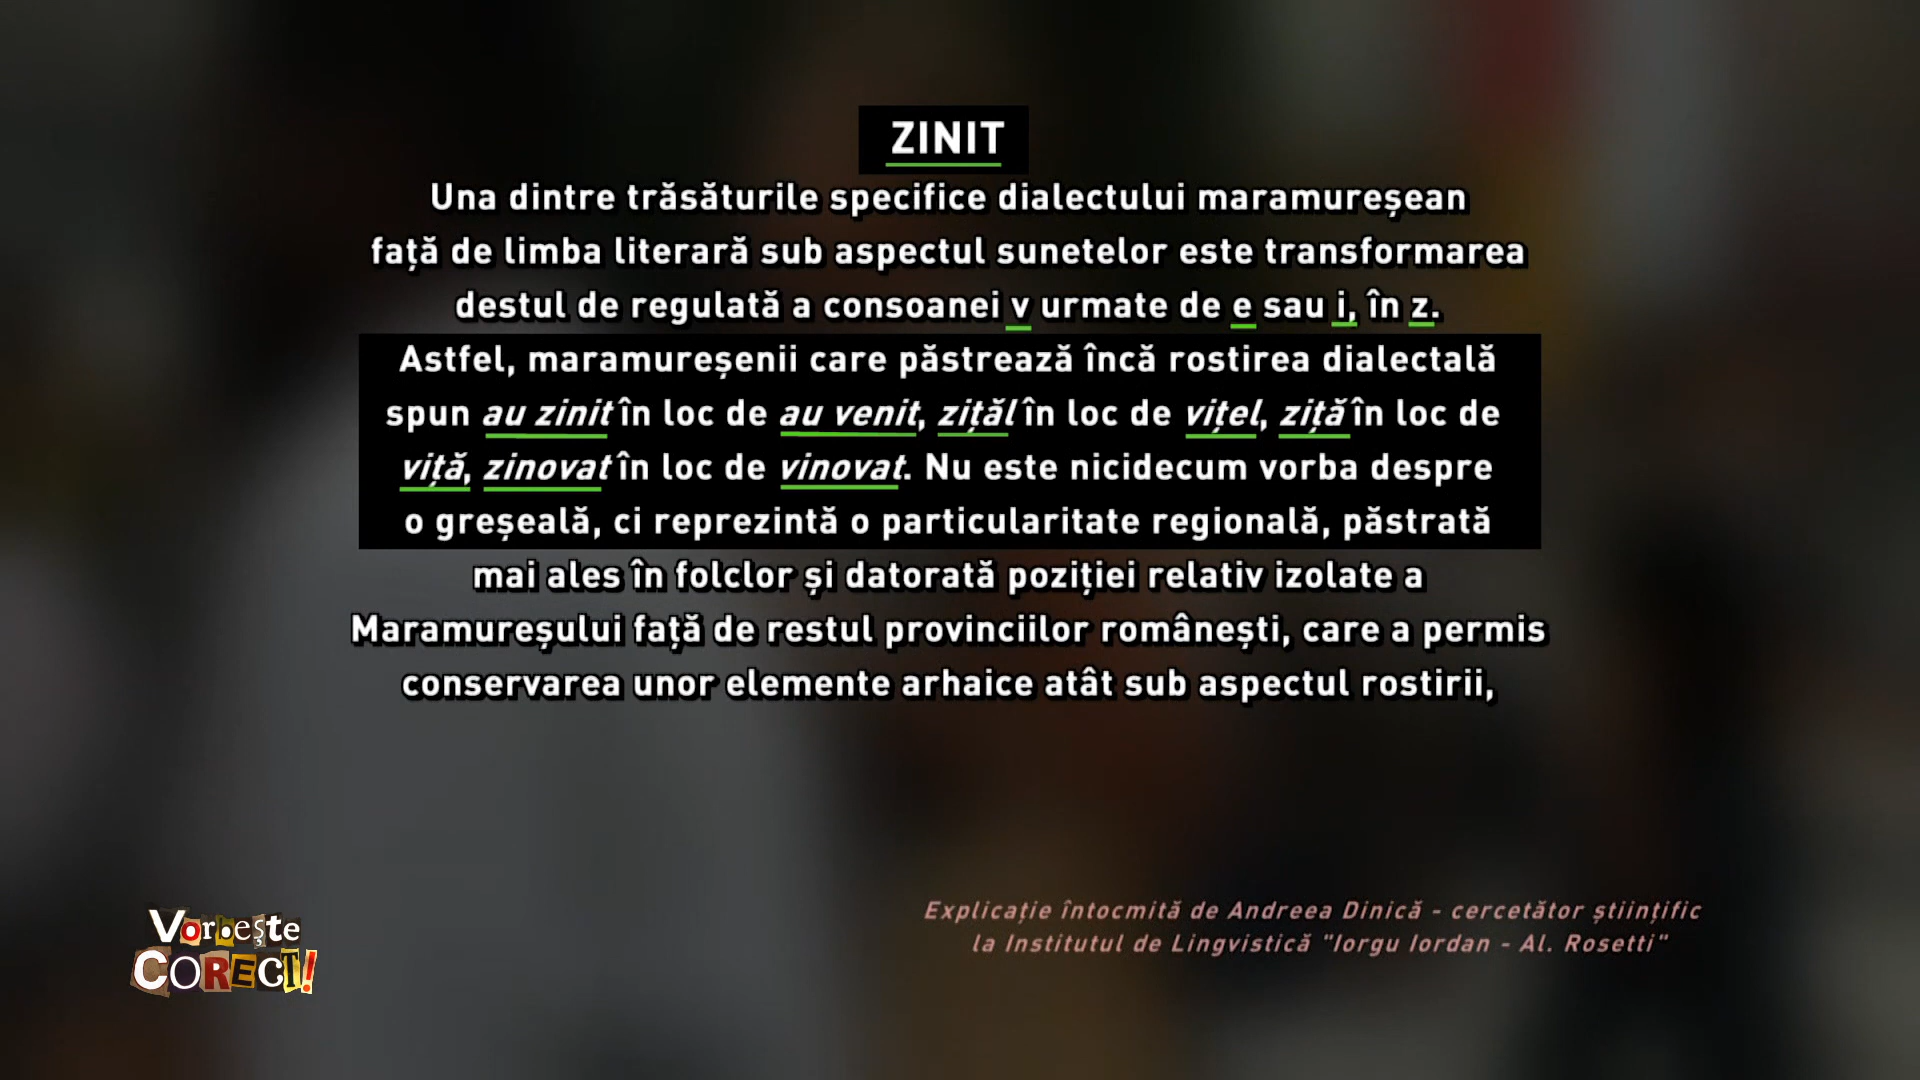 ZINIT
Una dintre trăsăturile specifice dialectului maramureșean
față de limba literară sub aspectul sunetelor este transformarea
destul de regulată a consoanei v urmate de e sau i, în z.
Astfel, maramureșenii care păstrează încă rostirea dialectală
spun au zinit în loc de au venit, zițăl în loc de vițel, ziță în loc de
viță, zinovat în loc de vinovat. Nu este nicidecum vorba despre
o greșeală, ci reprezintă o particularitate regională, păstrată
mai ales în folclor și datorată poziției relativ izolate a
Maramureșului față de restul provinciilor românești, care a permis
conservarea unor elemente arhaice atât sub aspectul rostirii,
Explicație întocmită de Andreea Dinică - cercetător științific
la Institutul de Lingvistică "Iorgu Iordan - Al. Rosetti"
Vorbește
CORECT!